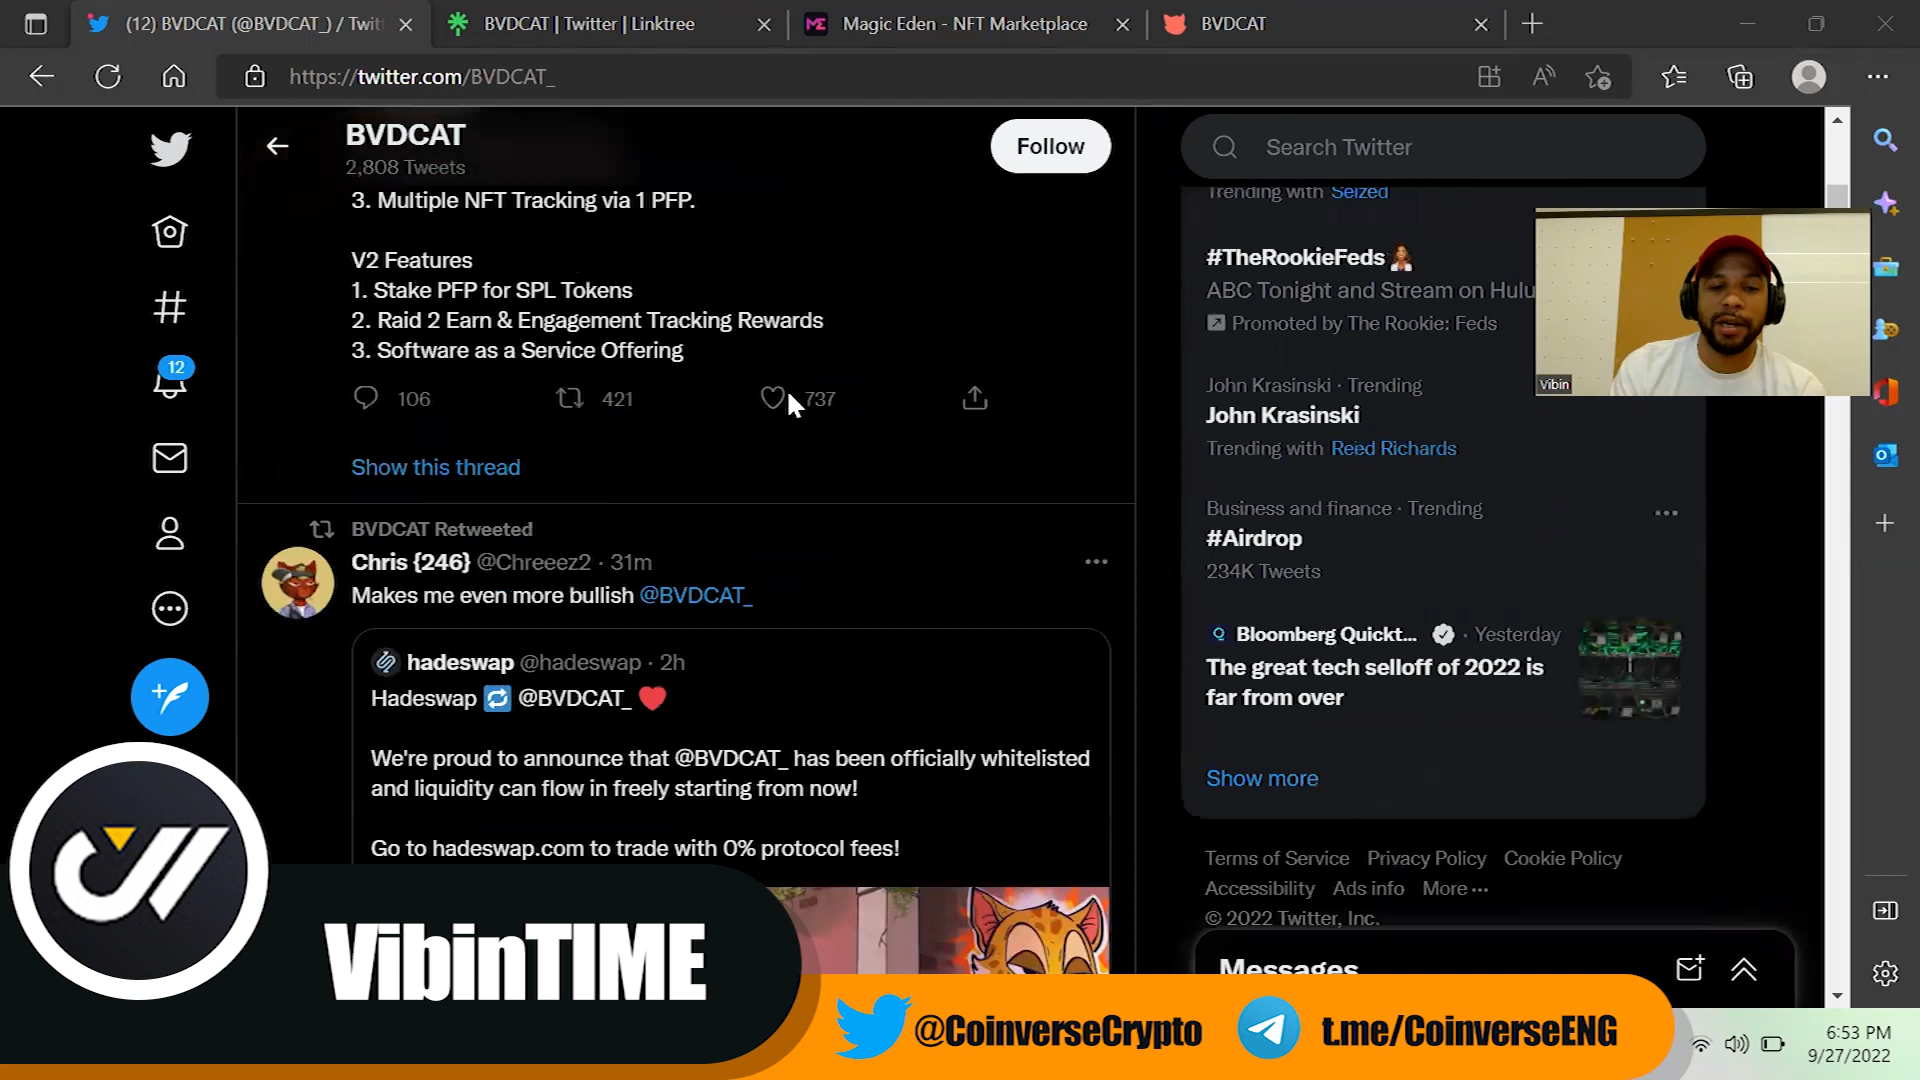 (12) BVDCAT (@BVDCAT_) / Twit
BVDCAT | Twitter | Linktree
Magic Eden - NFT Marketplace
BVDCAT
https://twitter.com/BVDCAT_
BVDCAT
2,808 Tweets
Follow
Search Twitter
3. Multiple NFT Tracking via 1 PFP.
V2 Features
1. Stake PFP for SPL Tokens
2. Raid 2 Earn & Engagement Tracking Rewards
3. Software as a Service Offering
106
421
737
Show this thread
BVDCAT Retweeted
Chris {246} @Chreeez2 · 31m
Makes me even more bullish @BVDCAT_
hadeswap @hadeswap · 2h
Hadeswap 🔁 @BVDCAT_ ❤️
We're proud to announce that @BVDCAT_ has been officially whitelisted
and liquidity can flow in freely starting from now!
Go to hadeswap.com to trade with 0% protocol fees!
12
Trending with Seized
#TheRookieFeds
ABC Tonight and Stream on Hulu
Promoted by The Rookie: Feds
John Krasinski · Trending
John Krasinski
Trending with Reed Richards
Business and finance · Trending
#Airdrop
234K Tweets
Bloomberg Quickt... · Yesterday
The great tech selloff of 2022 is
far from over
Show more
Terms of Service Privacy Policy Cookie Policy
Accessibility Ads info More ···
© 2022 Twitter, Inc.
Messages
Vibin
VibinTIME
@CoinverseCrypto
t.me/CoinverseENG
6:53 PM
9/27/2022